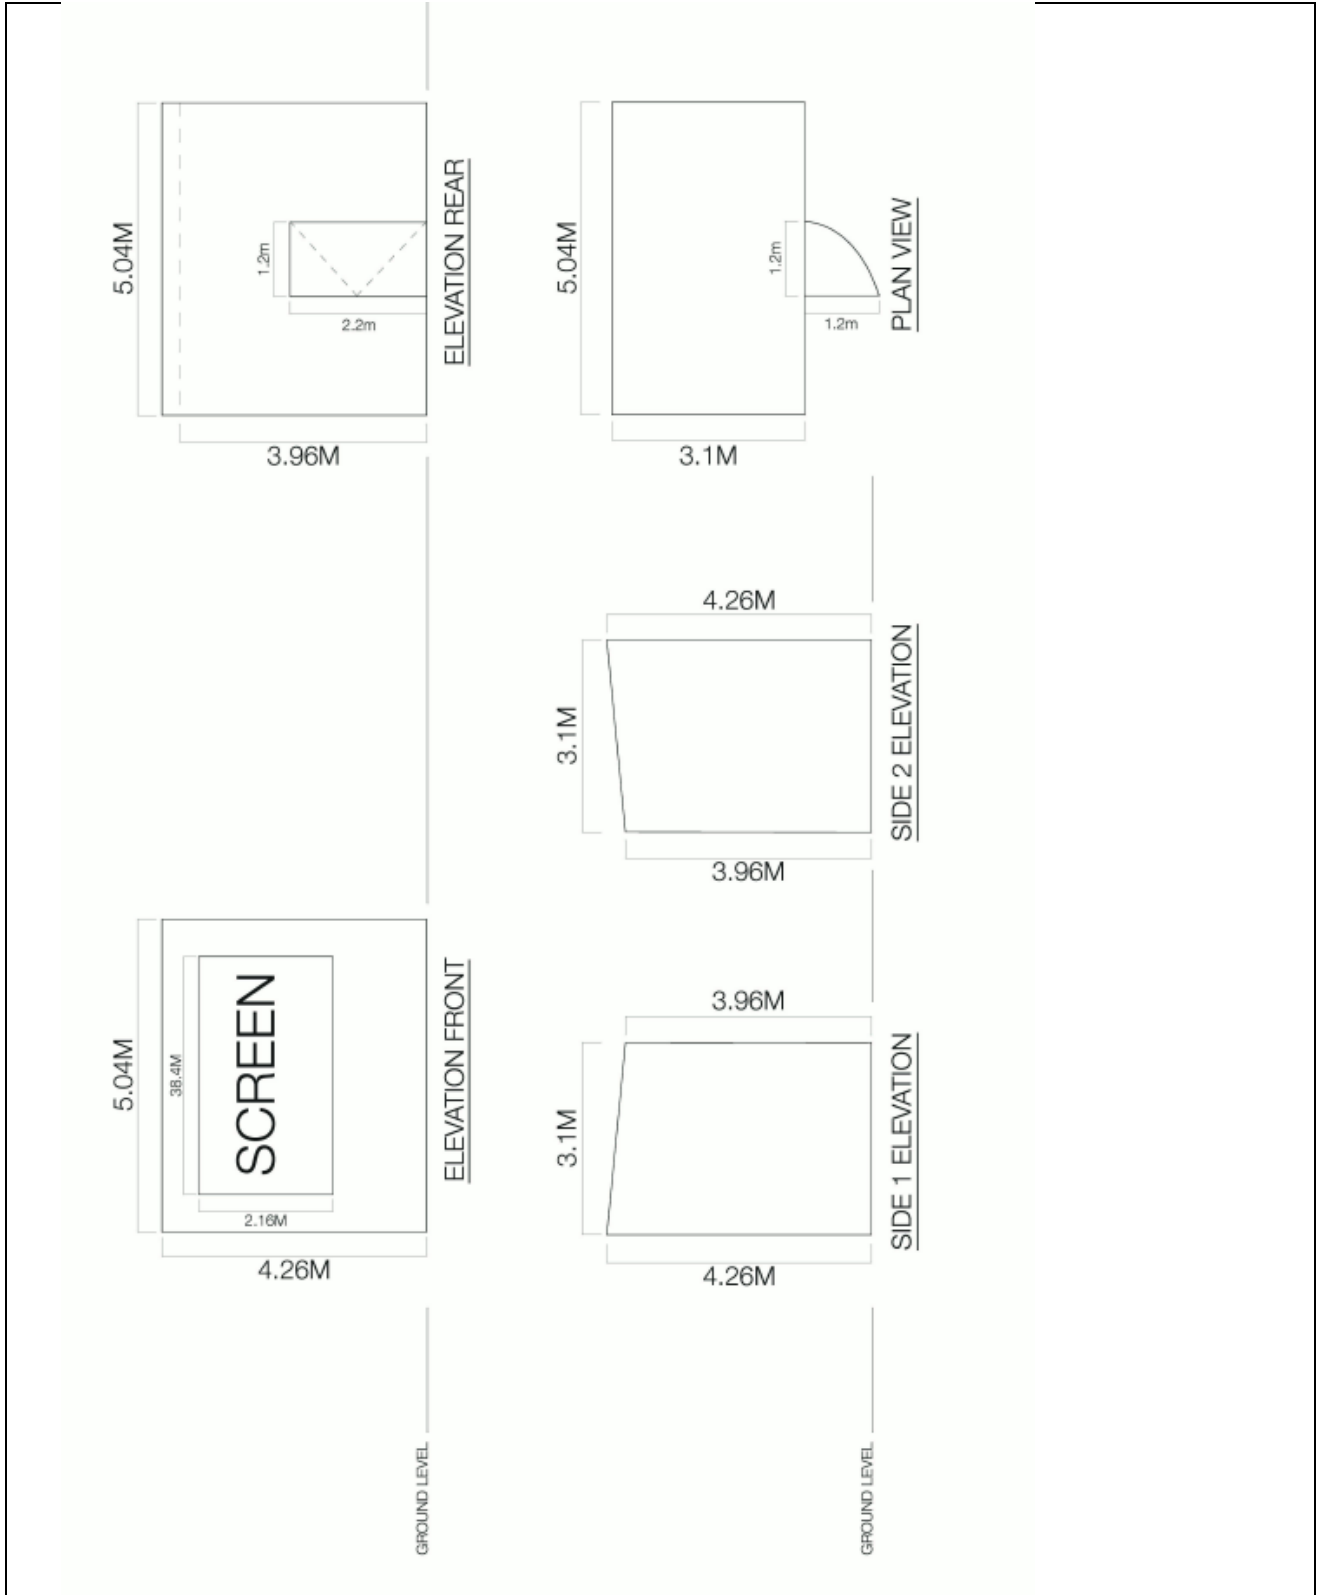 5.04M
38.4M
SCREEN
2.16M
4.26M
ELEVATION FRONT
5.04M
1.2m
2.2m
3.96M
ELEVATION REAR
GROUND LEVEL
3.96M
3.1M
4.26M
SIDE 1 ELEVATION
4.26M
3.1M
3.96M
SIDE 2 ELEVATION
5.04M
1.2m
1.2m
3.1M
PLAN VIEW
GROUND LEVEL